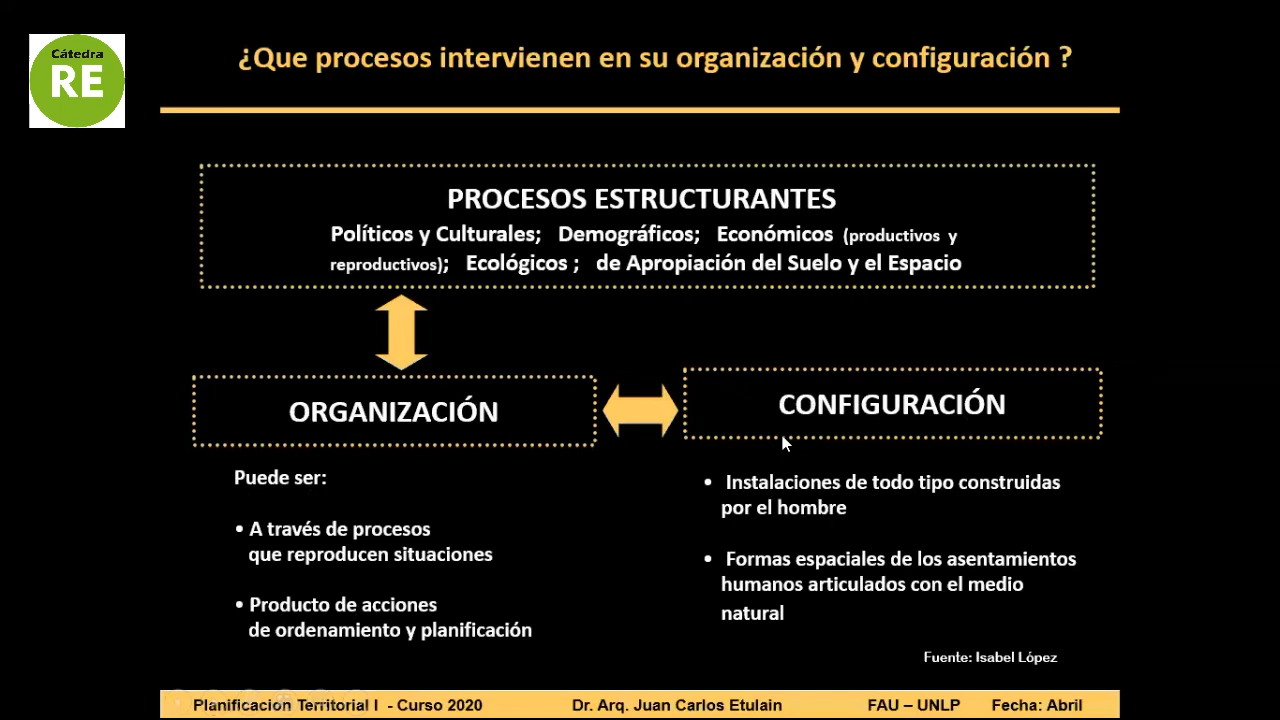 Cátedra
RE
¿Que procesos intervienen en su organización y configuración ?
PROCESOS ESTRUCTURANTES
Políticos y Culturales; Demográficos; Económicos (productivos y
reproductivos); Ecológicos ; de Apropiación del Suelo y el Espacio
ORGANIZACIÓN
Puede ser:
• A través de procesos
que reproducen situaciones
• Producto de acciones
de ordenamiento y planificación
CONFIGURACIÓN
• Instalaciones de todo tipo construidas
por el hombre
• Formas espaciales de los asentamientos
humanos articulados con el medio
natural
Fuente: Isabel López
Planificación Territorial I - Curso 2020 Dr. Arq. Juan Carlos Etulain FAU – UNLP Fecha: Abril